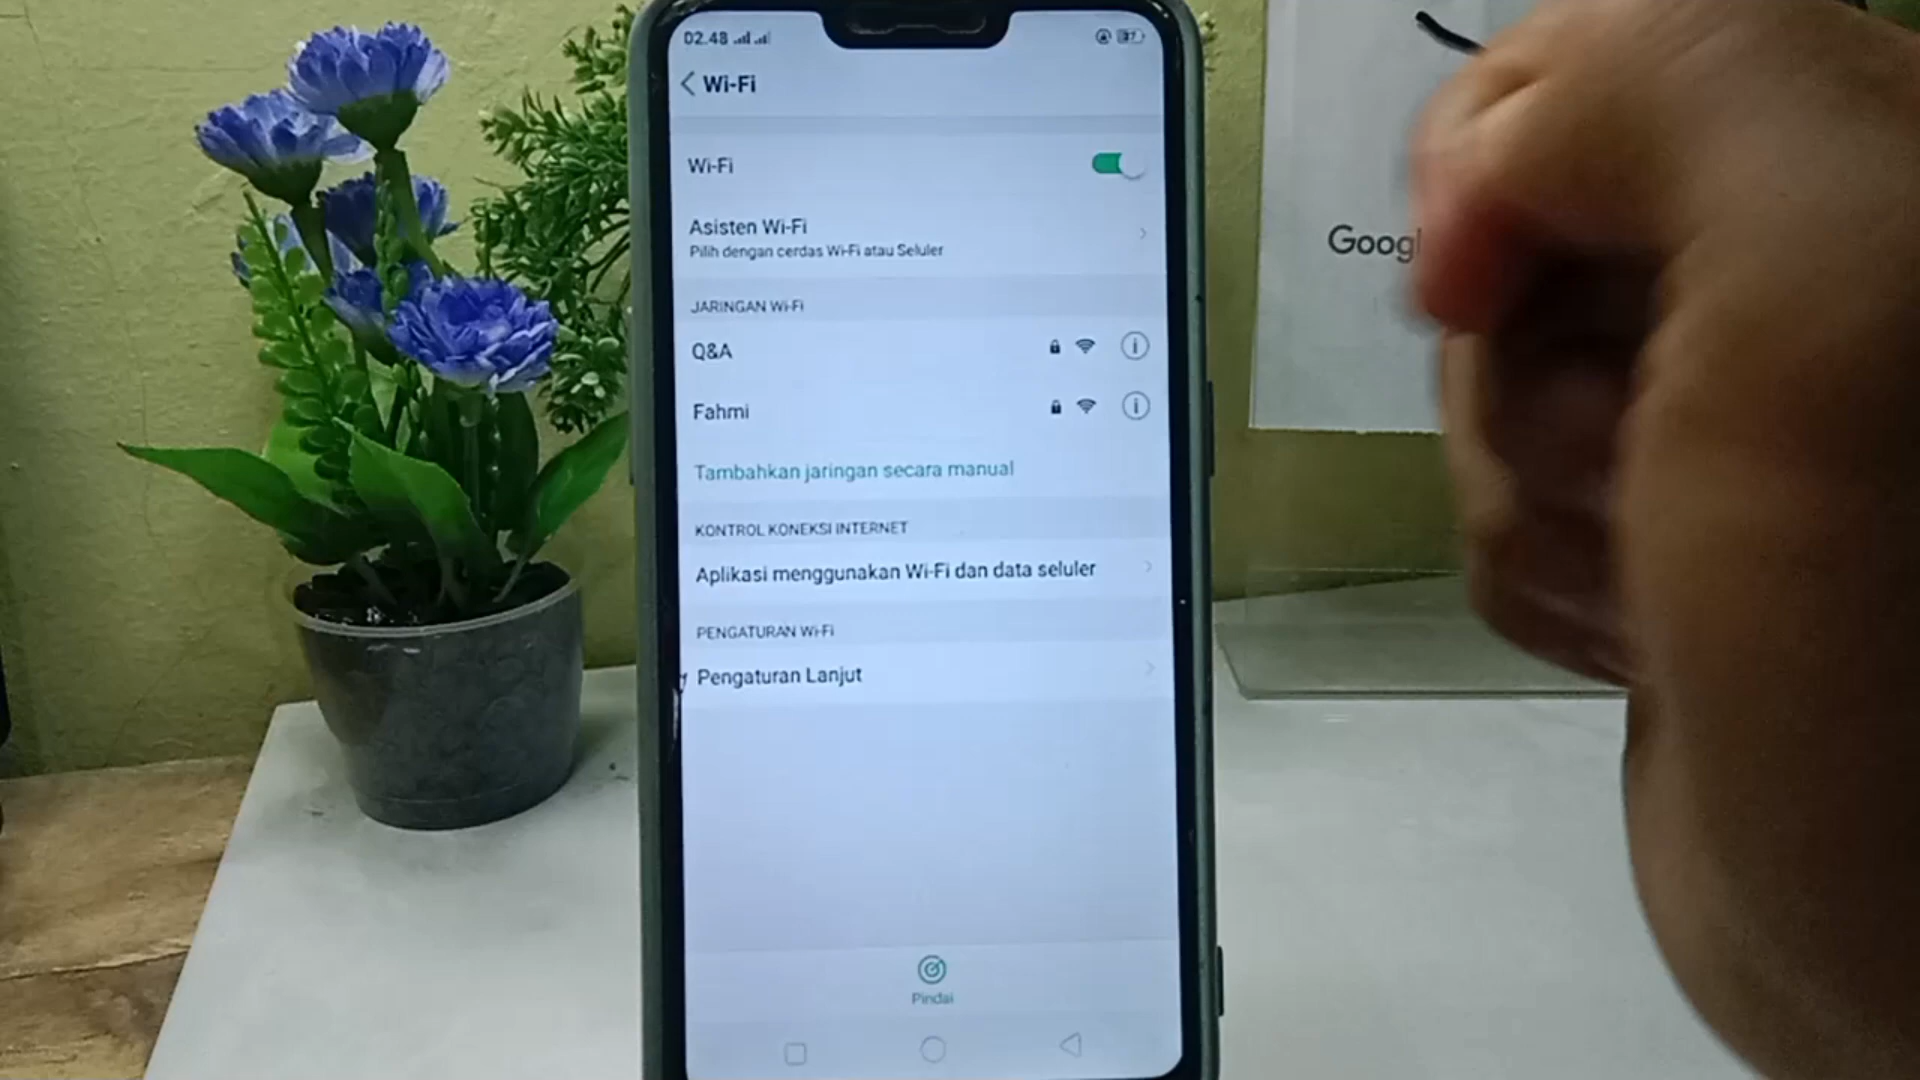 02.48
Wi-Fi
Wi-Fi
Asisten Wi-Fi
Pilih dengan cerdas Wi-Fi atau Seluler
JARINGAN Wi-Fi
Q&A
Fahmi
Tambahkan jaringan secara manual
KONTROL KONEKSI INTERNET
Aplikasi menggunakan Wi-Fi dan data seluler
PENGATURAN Wi-Fi
Pengaturan Lanjut
Pindai